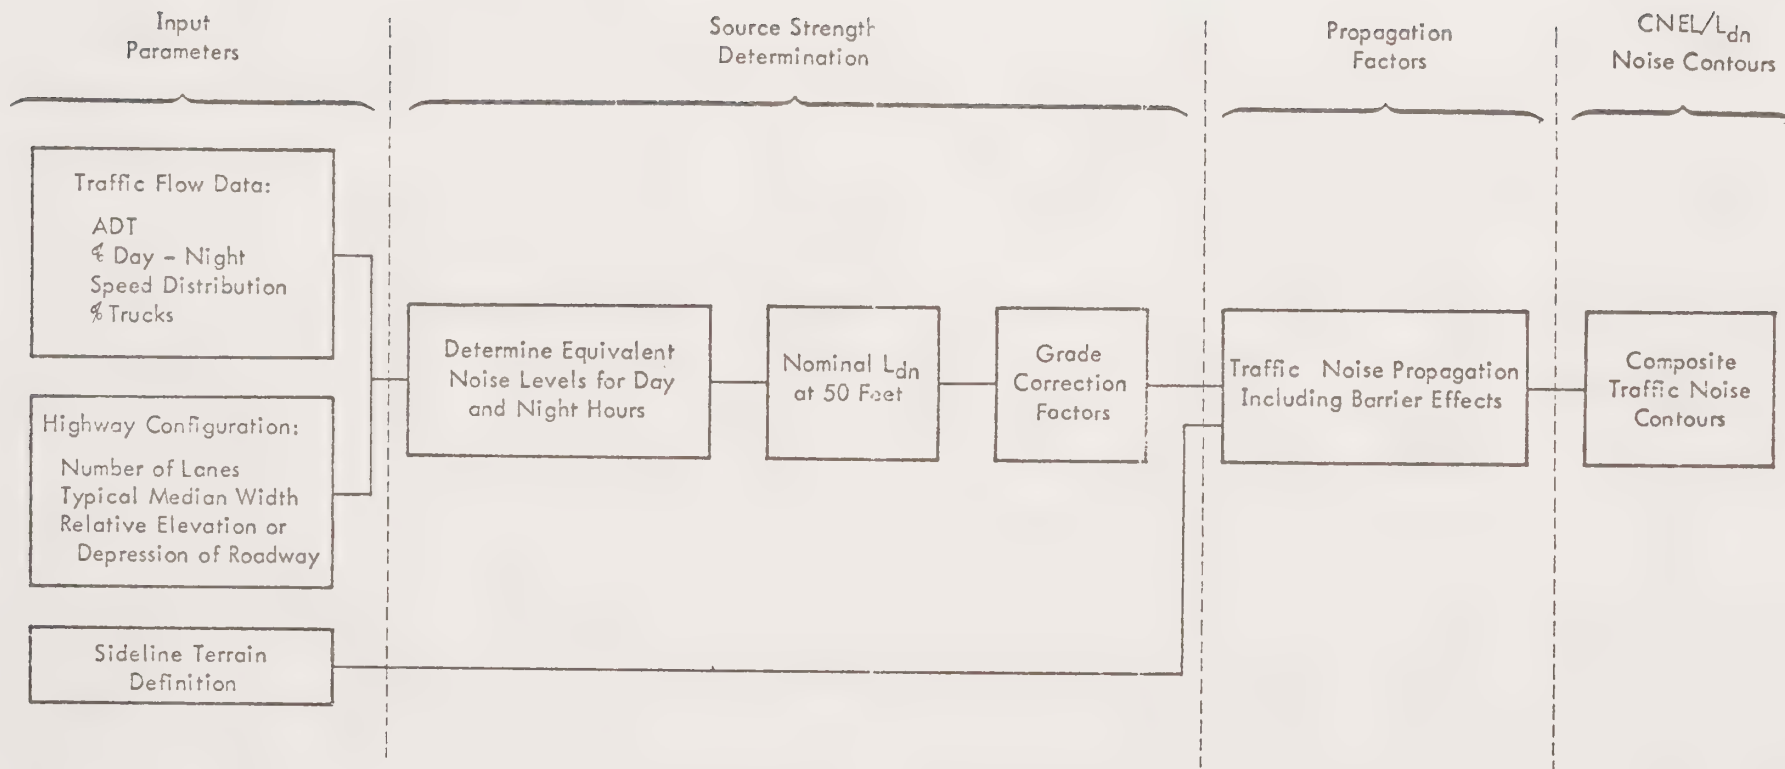 Input
Parameters
Source Strength
Determination
Propagation
Factors
CNEL/Ldn
Noise Contours
Traffic Flow Data:
ADT
% Day - Night
Speed Distribution
% Trucks
Highway Configuration:
Number of Lanes
Typical Median Width
Relative Elevation or
Depression of Roadway
Sideline Terrain
Definition
Determine Equivalent
Noise Levels for Day
and Night Hours
Nominal Ldn
at 50 Feet
Grade
Correction
Factors
Traffic Noise Propagation
Including Barrier Effects
Composite
Traffic Noise
Contours